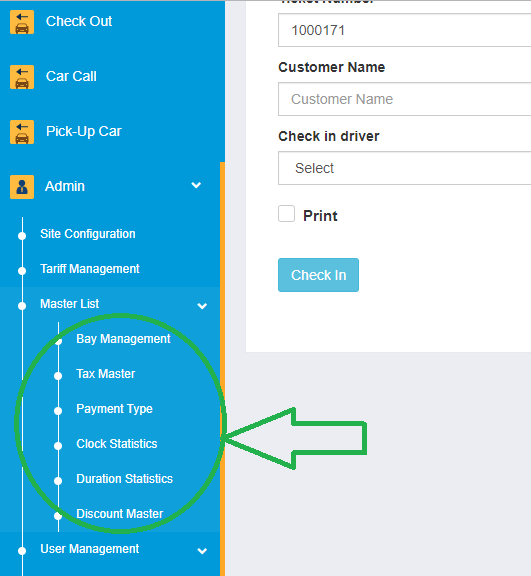 Check Out
Car Call
Pick-Up Car
Admin
Site Configuration
Tariff Management
Master List
Bay Management
Tax Master
Payment Type
Clock Statistics
Duration Statistics
Discount Master
User Management
Ticket Number
1000171
Customer Name
Customer Name
Check in driver
Select
Print
Check In